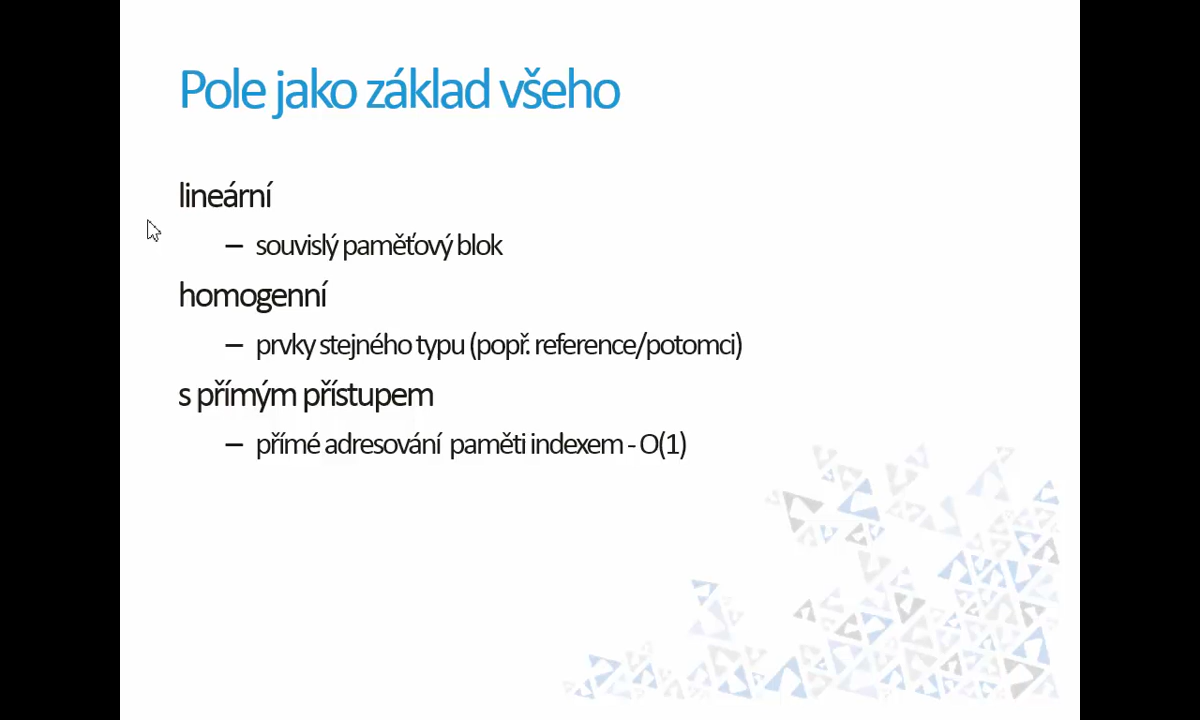 Pole jako základ všeho
lineární
– souvislý paměťový blok
homogenní
– prvky stejného typu (popř. reference/potomci)
s přímým přístupem
– přímé adresování paměti indexem - O(1)